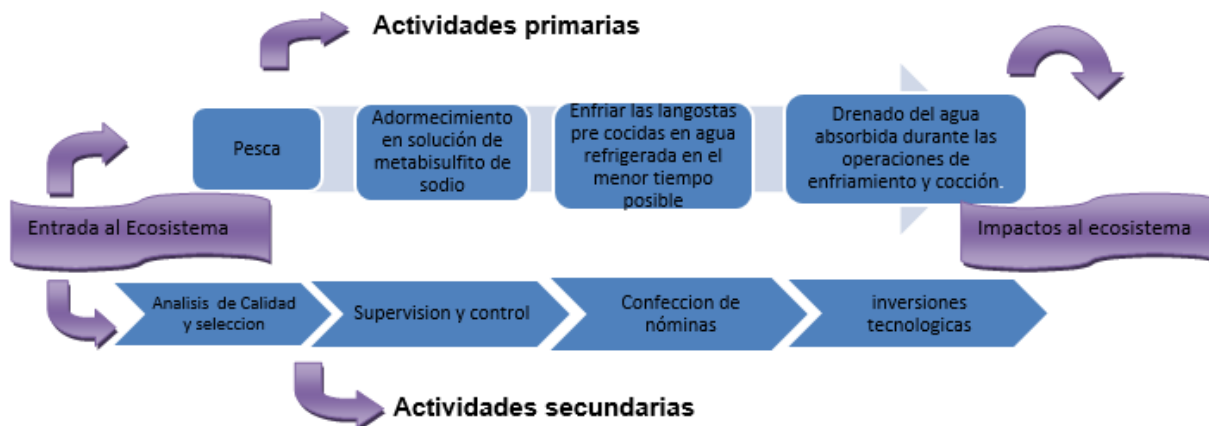 Actividades primarias
Pesca
Adormecimiento
en solución de
metabisulfito de
sodio
Enfriar las langostas
pre cocidas en agua
refrigerada en el
menor tiempo
posible
Drenado del agua
absorbida durante las
operaciones de
enfriamiento y cocción.
Entrada al Ecosistema
Impactos al ecosistema
Analisis de Calidad
y seleccion
Supervision y control
Confeccion de
nóminas
inversiones
tecnologicas
Actividades secundarias